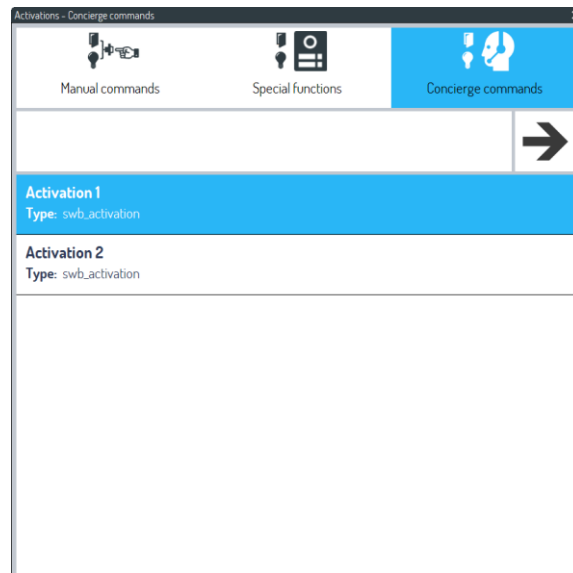 Activations - Concierge commands
Manual commands
Special functions
Concierge commands
Activation 1
Type: swb_activation
Activation 2
Type: swb_activation